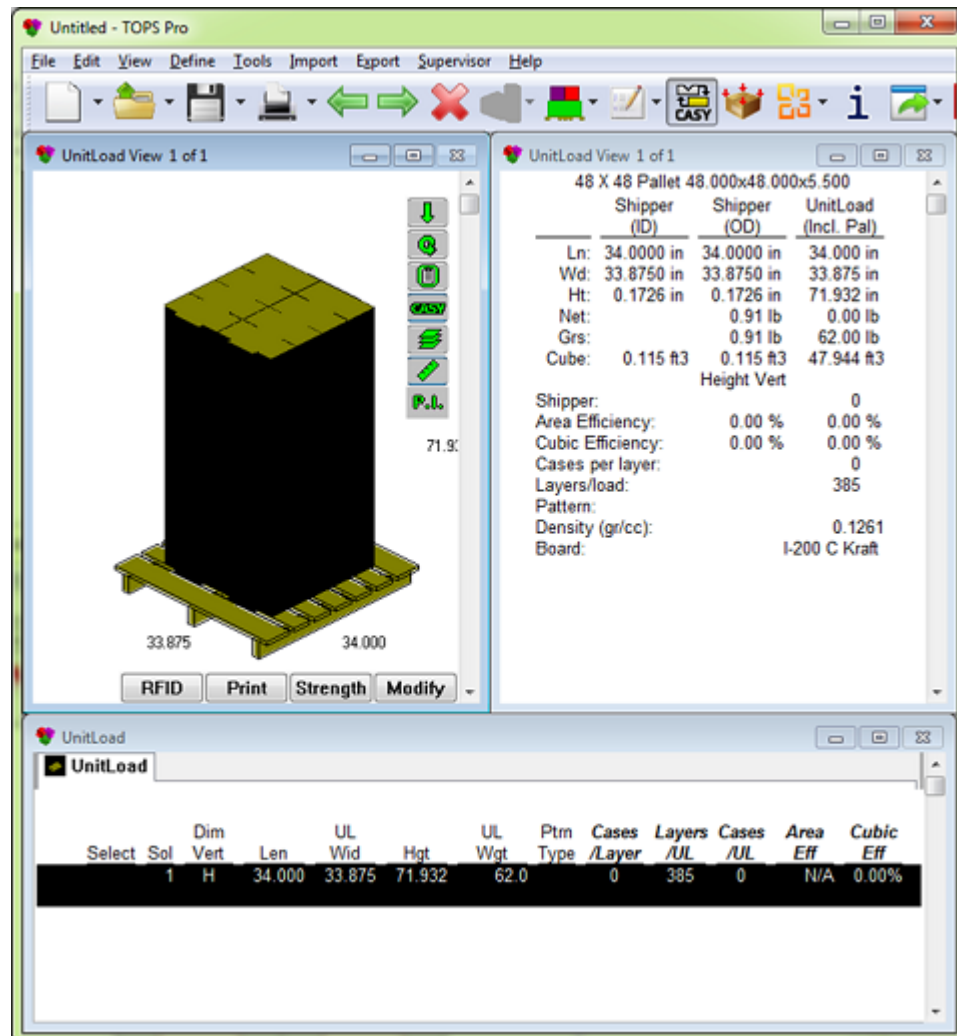 Untitled - TOPS Pro
File Edit View Define Tools Import Export Supervisor Help
CASY
UnitLoad View 1 of 1
CASY
P.I.
71.93
33.875
34.000
RFID Print Strength Modify
UnitLoad View 1 of 1
48 X 48 Pallet 48.000x48.000x5.500
Shipper Shipper UnitLoad
(ID) (OD) (Incl. Pal)
Ln: 34.0000 in 34.0000 in 34.000 in
Wd: 33.8750 in 33.8750 in 33.875 in
Ht: 0.1726 in 0.1726 in 71.932 in
Net: 0.91 lb 0.00 lb
Grs: 0.91 lb 62.00 lb
Cube: 0.115 ft3 0.115 ft3 47.944 ft3
Height Vert
Shipper: 0
Area Efficiency: 0.00 % 0.00 %
Cubic Efficiency: 0.00 % 0.00 %
Cases per layer: 0
Layers/load: 385
Pattern:
Density (gr/cc): 0.1261
Board: I-200 C Kraft
UnitLoad
UnitLoad
Dim UL UL Ptrn Cases Layers Cases Area Cubic
Select Sol Vert Len Wid Hgt Wgt Type /Layer /UL /UL Eff Eff
1 H 34.000 33.875 71.932 62.0 0 385 0 N/A 0.00%